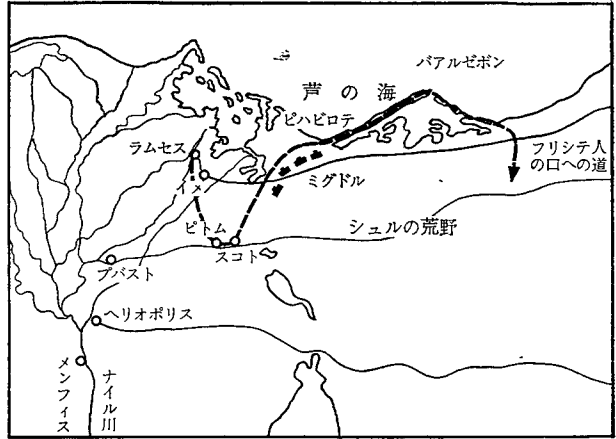 バアルゼボン
芦の海
ピハビロテ
ラムセス
フリシテ人
の口への道
イメ
ミグドル
ピトム
シュルの荒野
スコト
ブバスト
ヘリオポリス
メンフィス
ナイル川